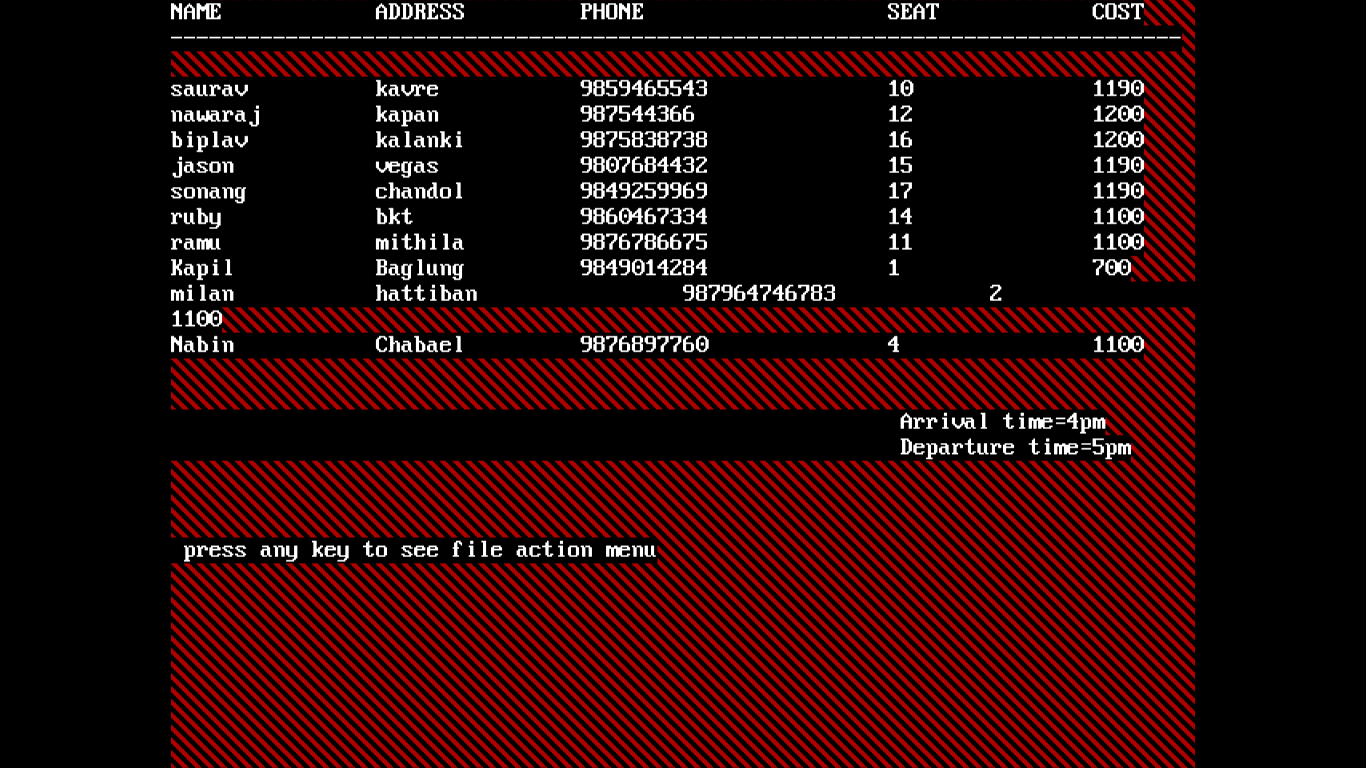 NAME ADDRESS PHONE SEAT COST
-------------------------------------------------------------------------------
saurav kavre 9859465543 10 1190
nawaraj kapan 987544366 12 1200
biplav kalanki 9875838738 16 1200
jason vegas 9807684432 15 1190
sonang chandol 9849259969 17 1190
ruby bkt 9860467334 14 1100
ramu mithila 9876786675 11 1100
Kapil Baglung 9849014284 1 700
milan hattiban 987964746783 2
1100
Nabin Chabael 9876897760 4 1100
Arrival time=4pm
Departure time=5pm
press any key to see file action menu